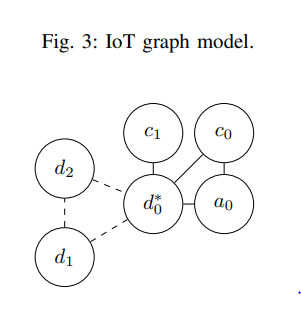 Fig. 3: IoT graph model.
c₁ c₀
d₂
d₀* a₀
d₁
.